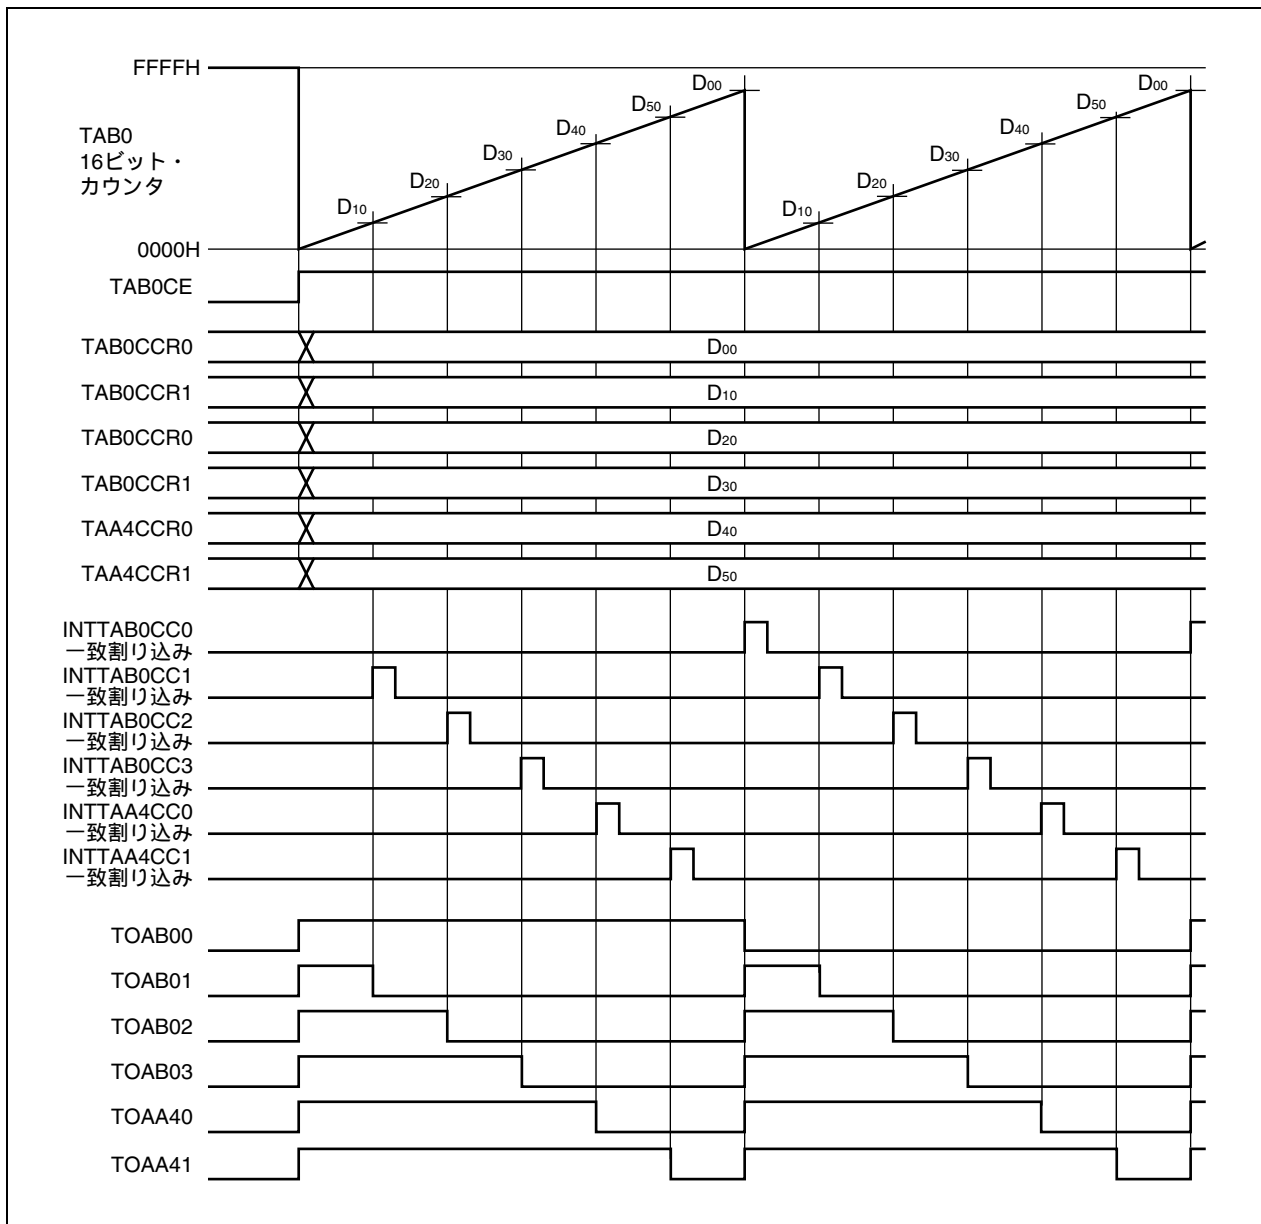 FFFFH
TAB0
16ビット・
カウンタ
0000H
D10
D20
D30
D40
D50
D00
D10
D20
D30
D40
D50
D00
TAB0CE
TAB0CCR0
D00
TAB0CCR1
D10
TAB0CCR0
D20
TAB0CCR1
D30
TAA4CCR0
D40
TAA4CCR1
D50
INTTAB0CC0
一致割り込み
INTTAB0CC1
一致割り込み
INTTAB0CC2
一致割り込み
INTTAB0CC3
一致割り込み
INTTAA4CC0
一致割り込み
INTTAA4CC1
一致割り込み
TOAB00
TOAB01
TOAB02
TOAB03
TOAA40
TOAA41